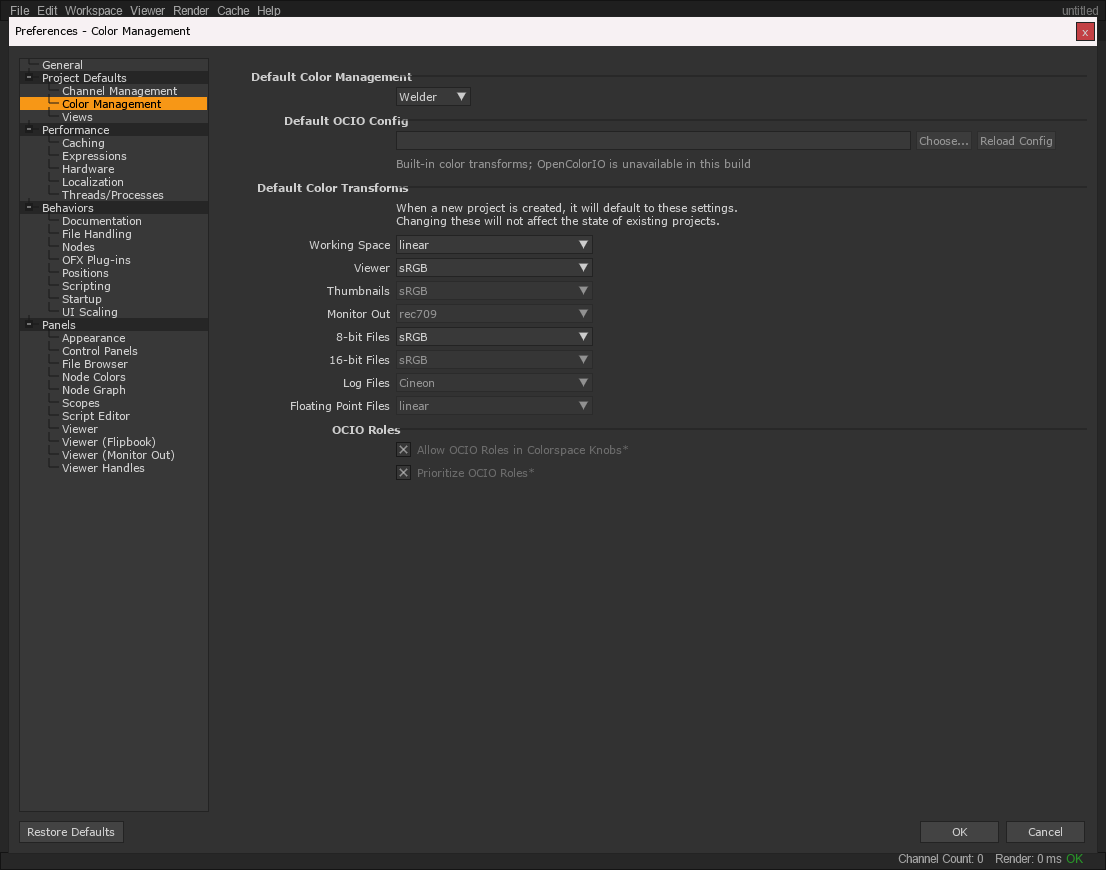 File Edit Workspace Viewer Render Cache Help untitled
Preferences - Color Management x
General
Project Defaults
Channel Management
Color Management
Views
Performance
Caching
Expressions
Hardware
Localization
Threads/Processes
Behaviors
Documentation
File Handling
Nodes
OFX Plug-ins
Positions
Scripting
Startup
UI Scaling
Panels
Appearance
Control Panels
File Browser
Node Colors
Node Graph
Scopes
Script Editor
Viewer
Viewer (Flipbook)
Viewer (Monitor Out)
Viewer Handles
Default Color Management
Welder
Default OCIO Config
Choose... Reload Config
Built-in color transforms; OpenColorIO is unavailable in this build
Default Color Transforms
When a new project is created, it will default to these settings.
Changing these will not affect the state of existing projects.
Working Space linear
Viewer sRGB
Thumbnails sRGB
Monitor Out rec709
8-bit Files sRGB
16-bit Files sRGB
Log Files Cineon
Floating Point Files linear
OCIO Roles
Allow OCIO Roles in Colorspace Knobs*
Prioritize OCIO Roles*
Restore Defaults OK Cancel
Channel Count: 0 Render: 0 ms OK